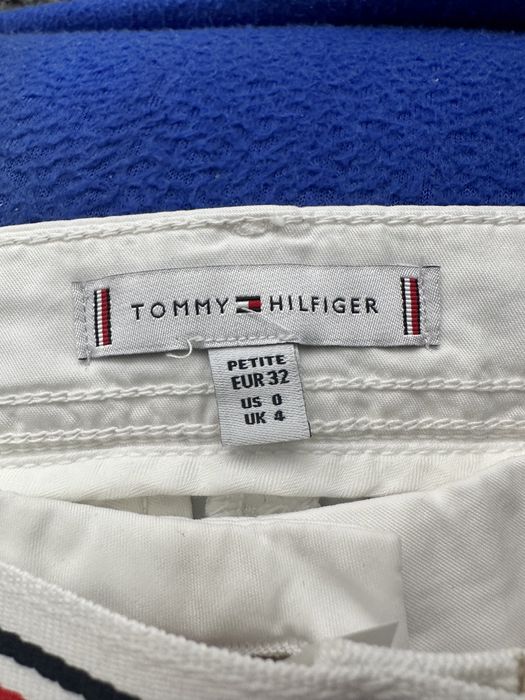 TOMMY HILFIGER
PETITE
EUR 32
US 0
UK 4